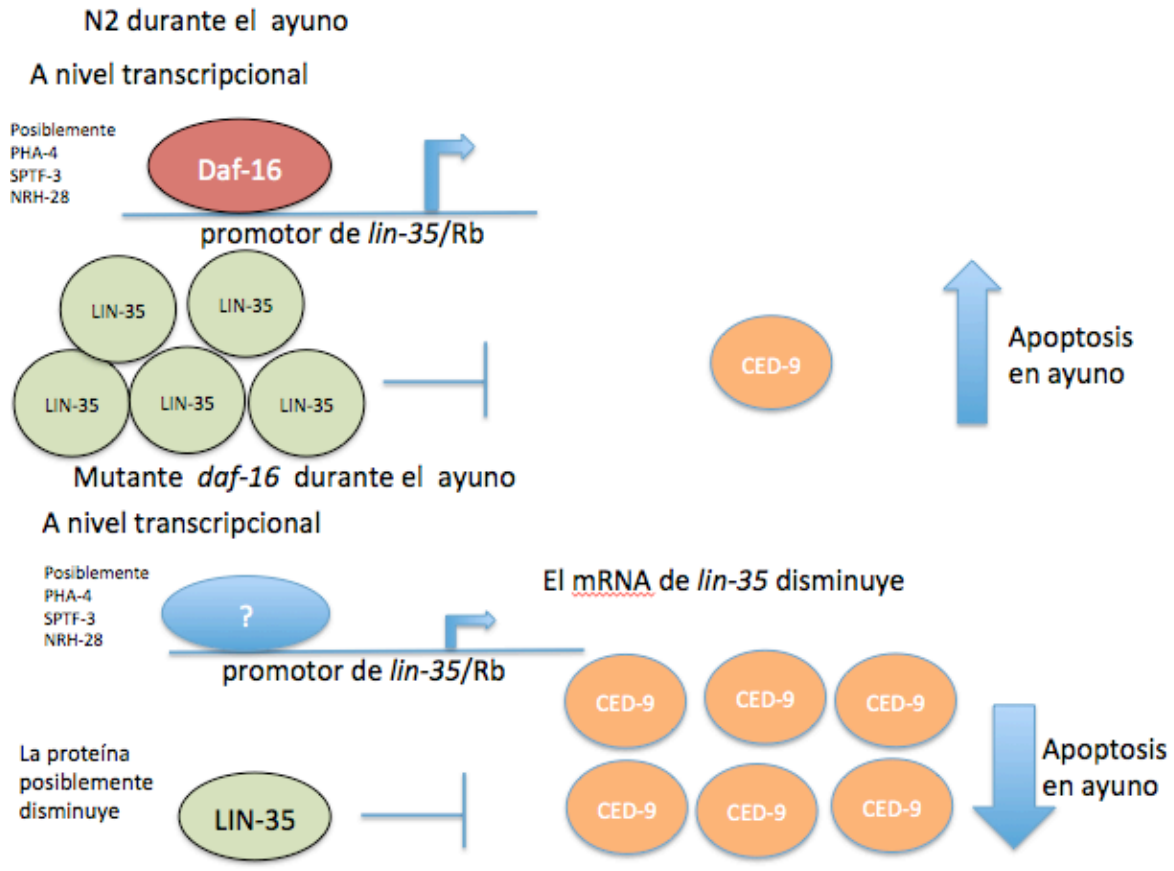 N2 durante el ayuno
A nivel transcripcional
Posiblemente
PHA-4
SPTF-3
NRH-28
Daf-16
promotor de lin-35/Rb
LIN-35
LIN-35
LIN-35
LIN-35
LIN-35
CED-9
Apoptosis
en ayuno
Mutante daf-16 durante el ayuno
A nivel transcripcional
Posiblemente
PHA-4
SPTF-3
NRH-28
?
promotor de lin-35/Rb
El mRNA de lin-35 disminuye
CED-9
CED-9
CED-9
La proteína
posiblemente
disminuye
LIN-35
CED-9
CED-9
CED-9
Apoptosis
en ayuno